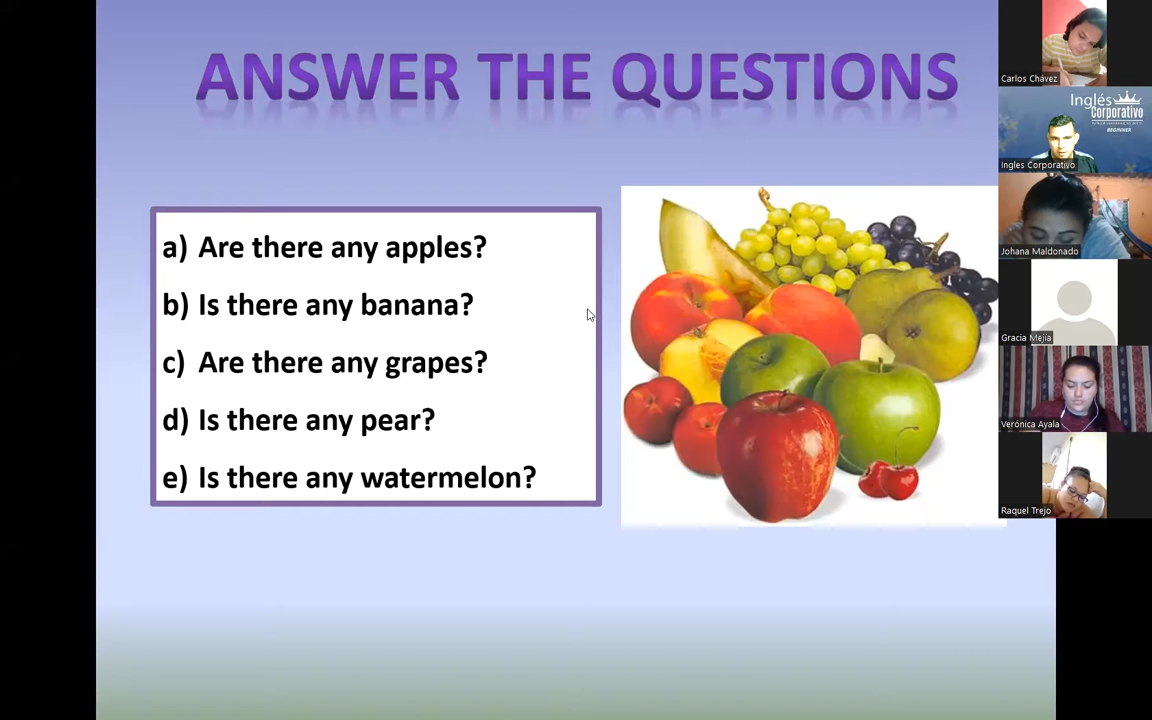 ANSWER THE QUESTIONS
a) Are there any apples?
b) Is there any banana?
c) Are there any grapes?
d) Is there any pear?
e) Is there any watermelon?
Carlos Chávez
Inglés
Corporativo
BEGINNER
Ingles Corporativo
Johana Maldonado
Gracia Mejía
Verónica Ayala
Raquel Trejo